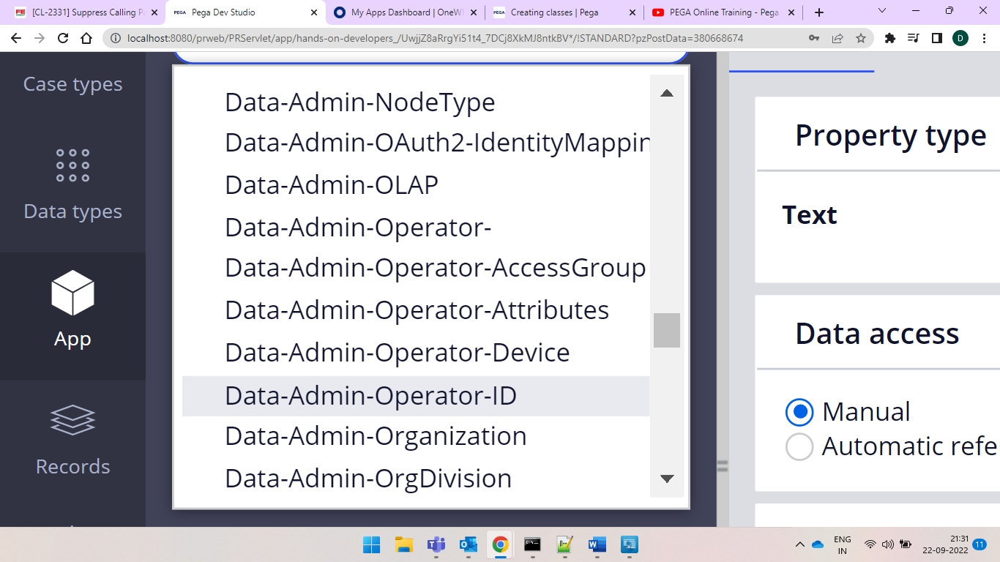 [CL-2331] Suppress Calling P
Pega Dev Studio
My Apps Dashboard | OneW
Creating classes | Pega
PEGA Online Training - Pega
localhost:8080/prweb/PRServlet/app/hands-on-developers_/UwjjZ8aRrgYi51t4_7DCj8XkMJ8ntkBV*/!STANDARD?pzPostData=380668674
D
Case types
Data types
App
Records
Data-Admin-NodeType
Data-Admin-OAuth2-IdentityMappin
Data-Admin-OLAP
Data-Admin-Operator-
Data-Admin-Operator-AccessGroup
Data-Admin-Operator-Attributes
Data-Admin-Operator-Device
Data-Admin-Operator-ID
Data-Admin-Organization
Data-Admin-OrgDivision
Property type
Text
Data access
Manual
Automatic refe
ENG
IN
21:31
22-09-2022
11